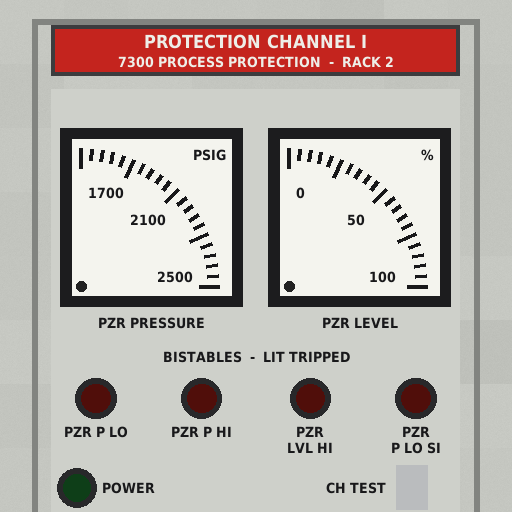 PROTECTION CHANNEL I
7300 PROCESS PROTECTION - RACK 2
PSIG
1700
2100
2500
PZR PRESSURE
%
0
50
100
PZR LEVEL
BISTABLES - LIT TRIPPED
PZR P LO
PZR P HI
PZR
LVL HI
PZR
P LO SI
POWER
CH TEST